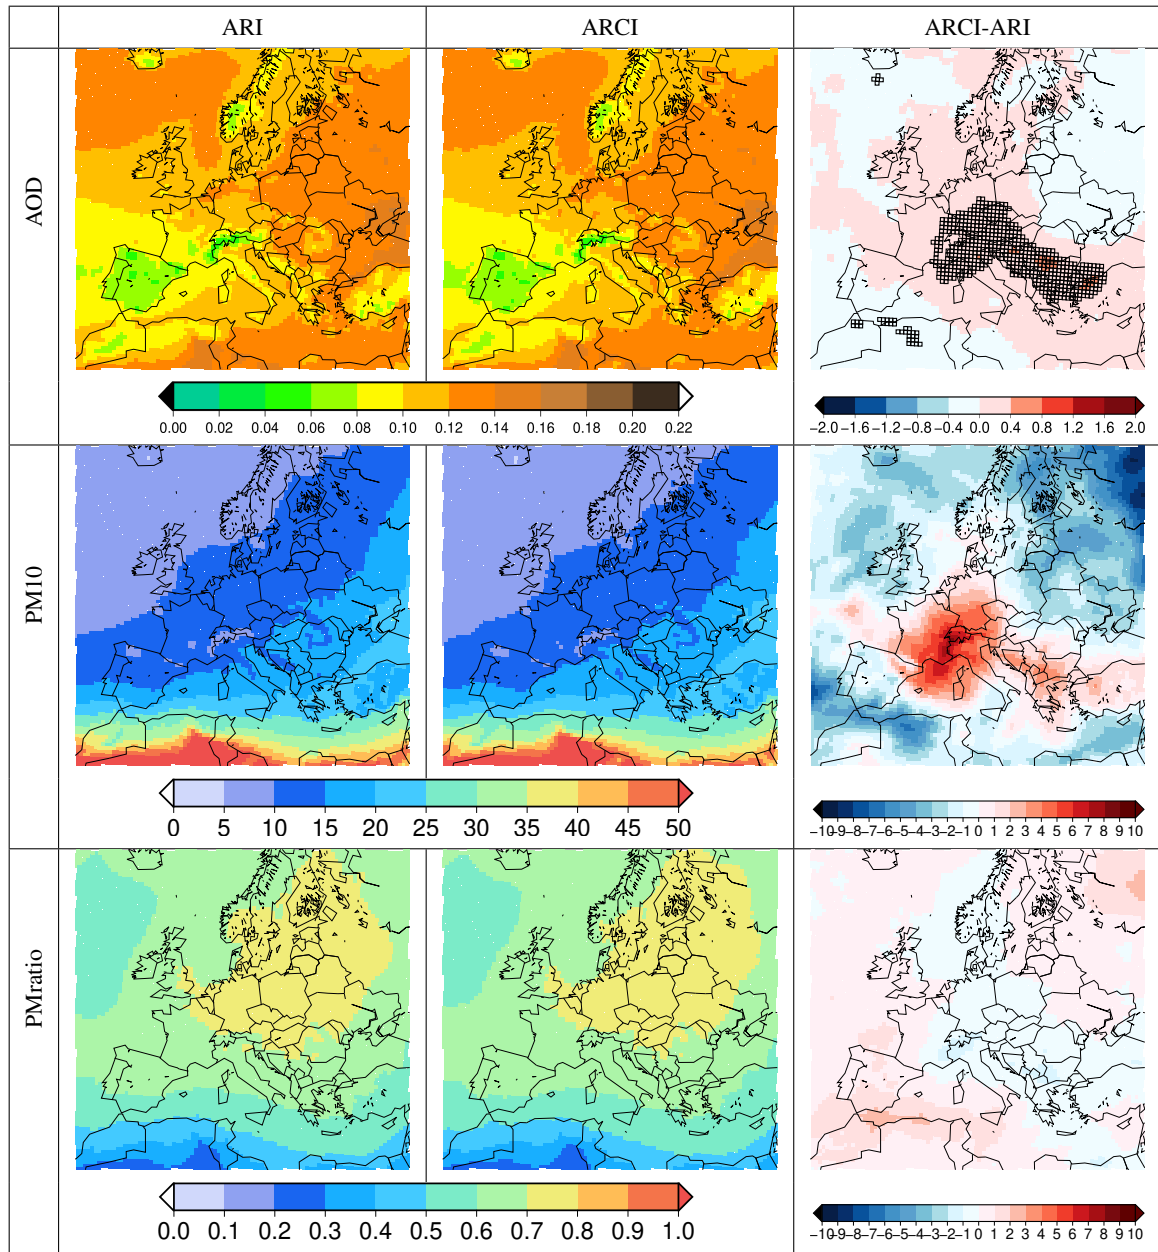 ARI ARCI ARCI-ARI
AOD
0.00 0.02 0.04 0.06 0.08 0.10 0.12 0.14 0.16 0.18 0.20 0.22
−2.0 −1.6 −1.2 −0.8 −0.4 0.0 0.4 0.8 1.2 1.6 2.0
PM10
0 5 10 15 20 25 30 35 40 45 50
−10 −9 −8 −7 −6 −5 −4 −3 −2 −1 0 1 2 3 4 5 6 7 8 9 10
PMratio
0.0 0.1 0.2 0.3 0.4 0.5 0.6 0.7 0.8 0.9 1.0
−10 −9 −8 −7 −6 −5 −4 −3 −2 −1 0 1 2 3 4 5 6 7 8 9 10